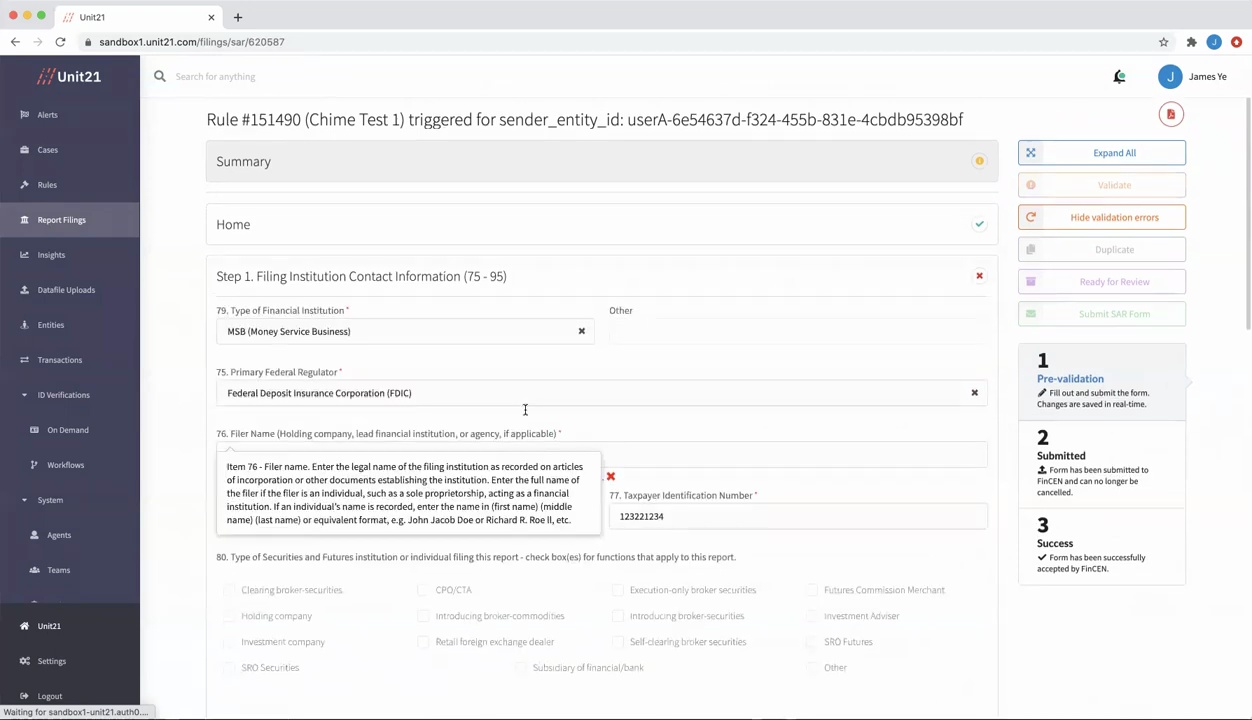 Unit21
sandbox1.unit21.com/filings/sar/620587
J
Unit21
Search for anything
J
James Ye
Alerts
Cases
Rules
Report Filings
Insights
Datafile Uploads
Entities
Transactions
ID Verifications
On Demand
Workflows
System
Agents
Teams
Unit21
Settings
Logout
Waiting for sandbox1-unit21.auth0....
Rule #151490 (Chime Test 1) triggered for sender_entity_id: userA-6e54637d-f324-455b-831e-4cbdb95398bf
Summary
Home
Step 1. Filing Institution Contact Information (75 - 95)
79. Type of Financial Institution *
Other
MSB (Money Service Business)
75. Primary Federal Regulator *
Federal Deposit Insurance Corporation (FDIC)
76. Filer Name (Holding company, lead financial institution, or agency, if applicable) *
Item 76 - Filer name. Enter the legal name of the filing institution as recorded on articles
of incorporation or other documents establishing the institution. Enter the full name of
the filer if the filer is an individual, such as a sole proprietorship, acting as a financial
institution. If an individual's name is recorded, enter the name in (first name) (middle
name) (last name) or equivalent format, e.g. John Jacob Doe or Richard R. Roe ll, etc.
77. Taxpayer Identification Number *
123221234
80. Type of Securities and Futures institution or individual filing this report - check box(es) for functions that apply to this report.
Clearing broker-securities
CPO/CTA
Execution-only broker securities
Futures Commission Merchant
Holding company
Introducing broker-commodities
Introducing broker-securities
Investment Adviser
Investment company
Retail foreign exchange dealer
Self-clearing broker securities
SRO Futures
SRO Securities
Subsidiary of financial/bank
Other
Expand All
Validate
Hide validation errors
Duplicate
Ready for Review
Submit SAR Form
1
Pre-validation
Fill out and submit the form.
Changes are saved in real-time.
2
Submitted
Form has been submitted to
FinCEN and can no longer be
cancelled.
3
Success
Form has been successfully
accepted by FinCEN.